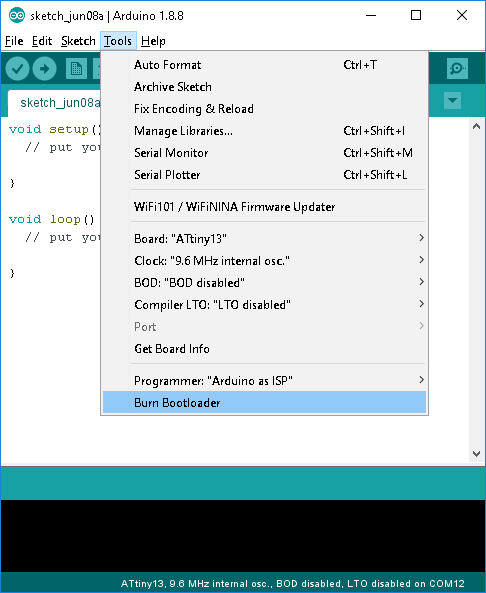 sketch_jun08a | Arduino 1.8.8
File Edit Sketch Tools Help
sketch_jun08a
void setup()
// put you
}
void loop()
// put you
}
Auto Format Ctrl+T
Archive Sketch
Fix Encoding & Reload
Manage Libraries... Ctrl+Shift+I
Serial Monitor Ctrl+Shift+M
Serial Plotter Ctrl+Shift+L
WiFi101 / WiFiNINA Firmware Updater
Board: "ATtiny13"
Clock: "9.6 MHz internal osc."
BOD: "BOD disabled"
Compiler LTO: "LTO disabled"
Port
Get Board Info
Programmer: "Arduino as ISP"
Burn Bootloader
ATtiny13, 9.6 MHz internal osc., BOD disabled, LTO disabled on COM12